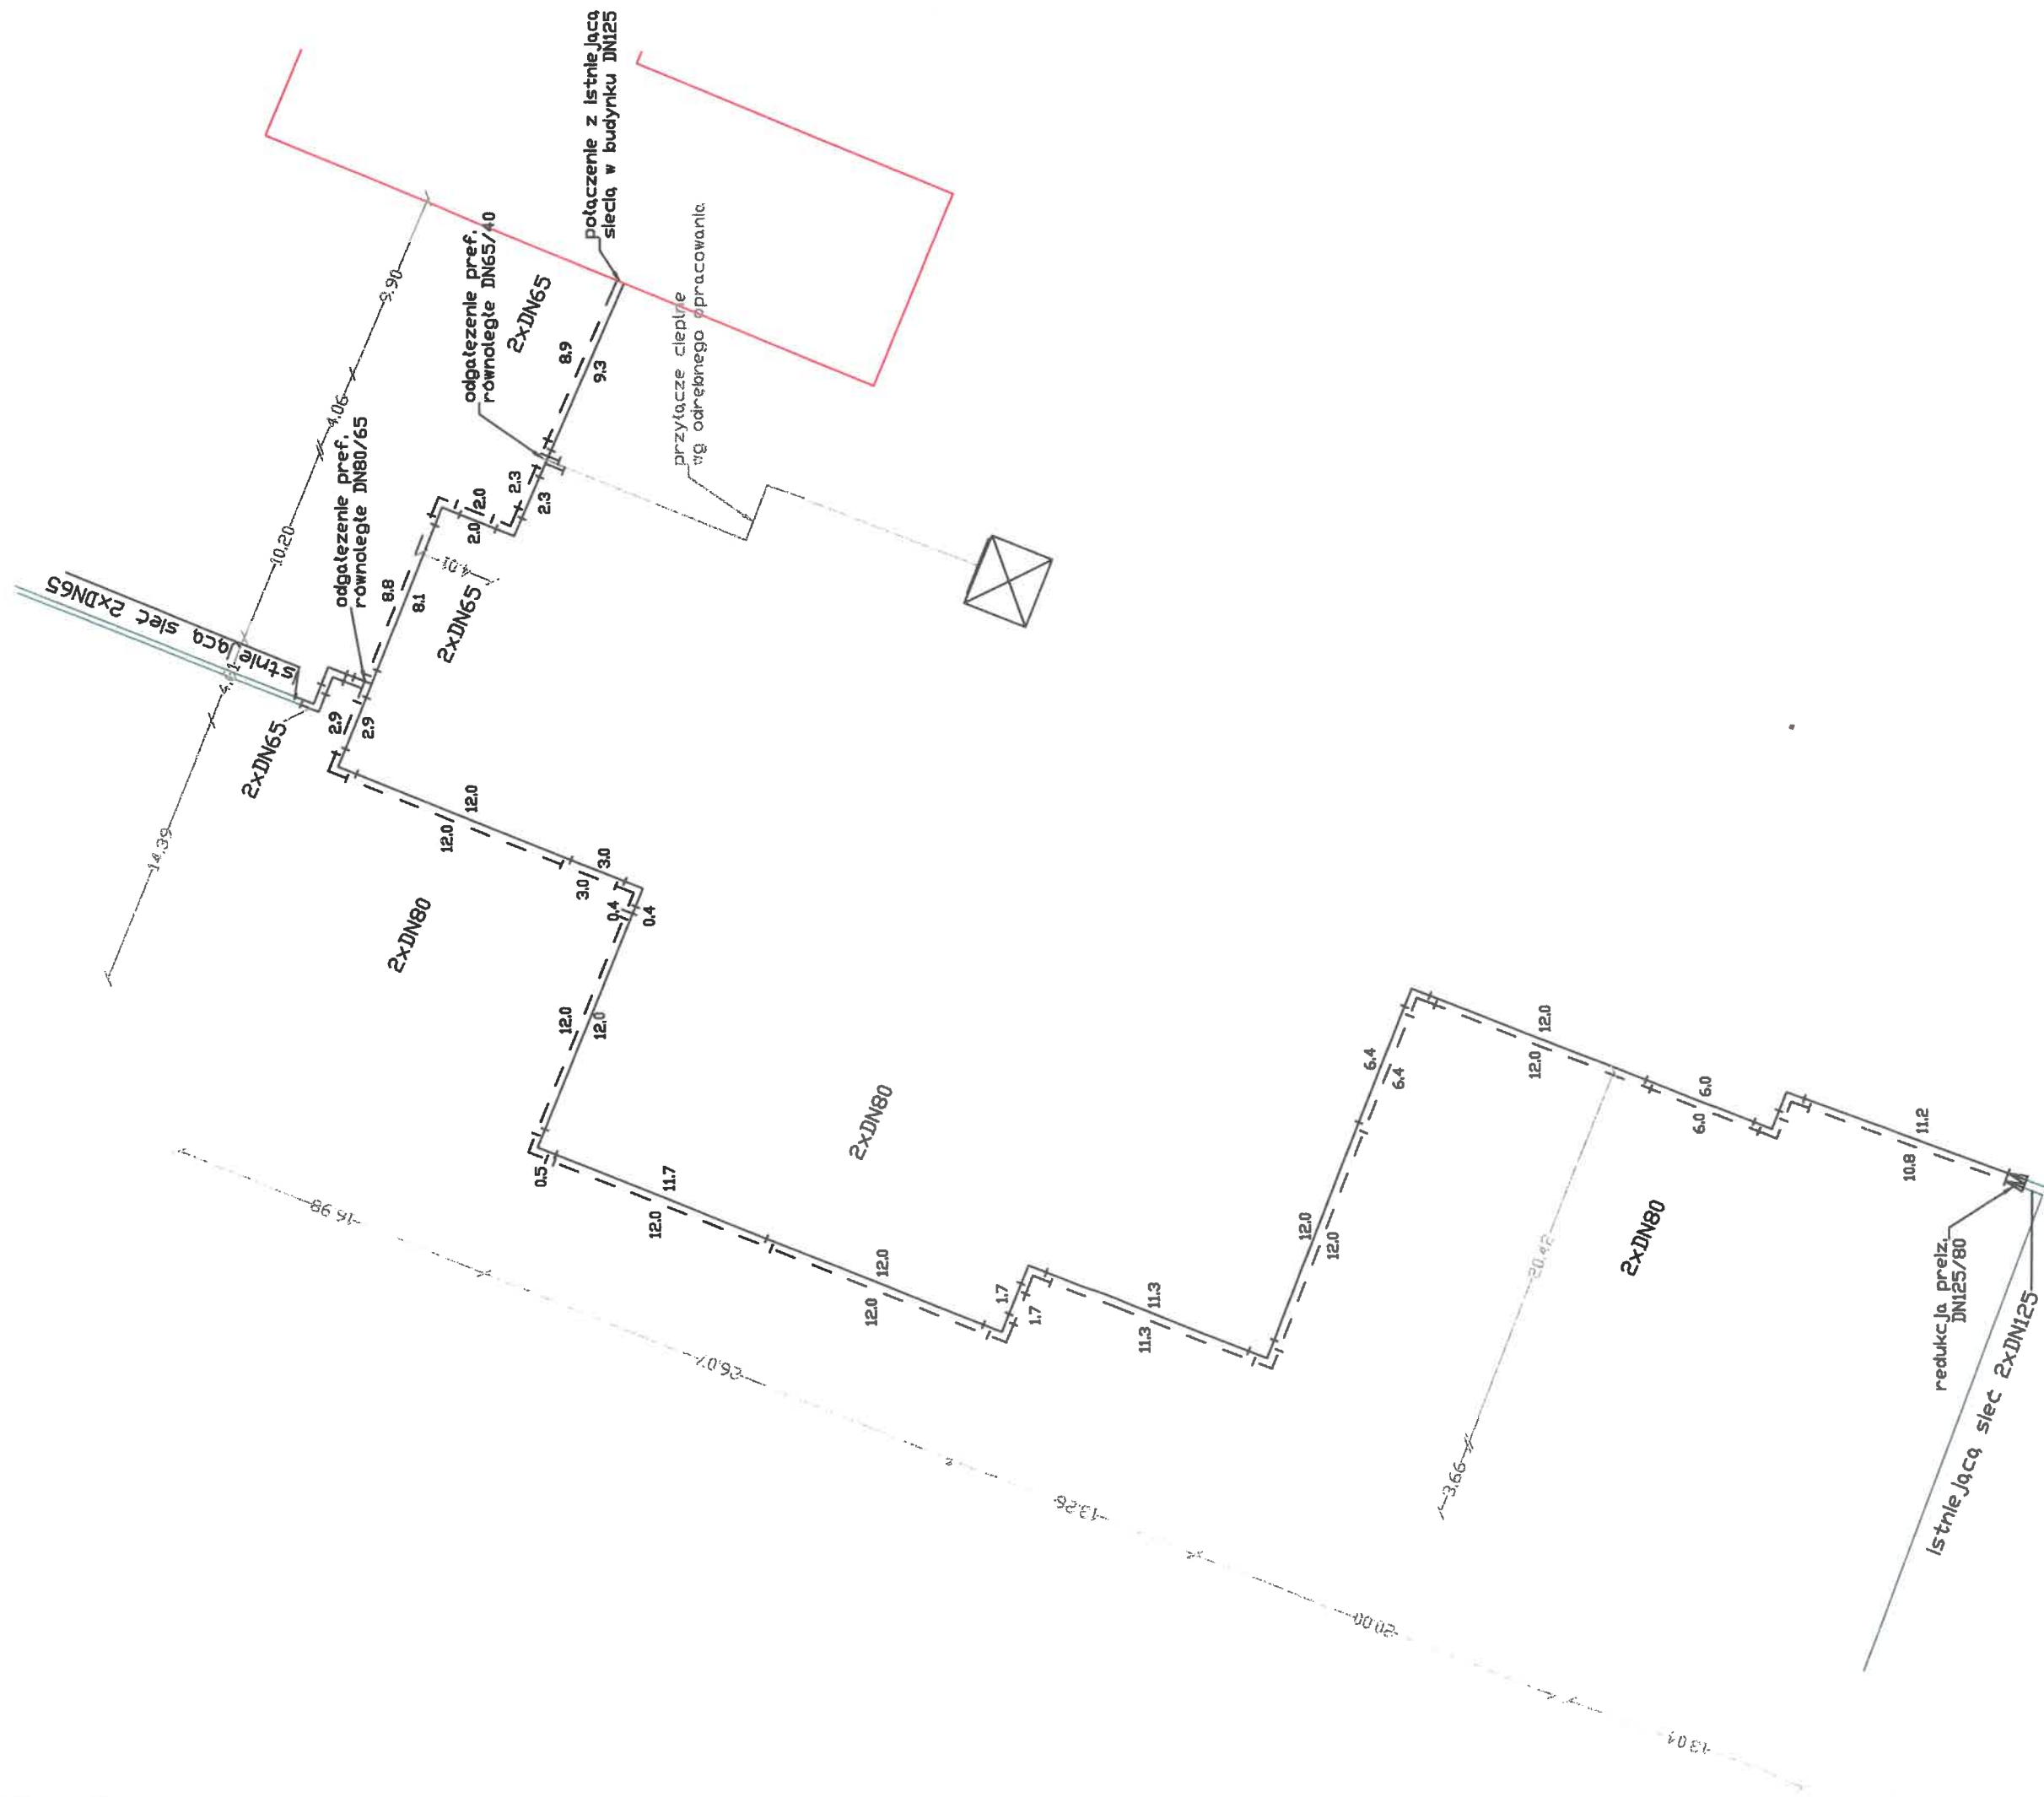 połączenie z istniejącą
siecią w budynku DN125
odgałęzienie pref.
równoległe DN65/40
2xDN65
przyłącze cieplne
wg odrębnego opracowania
odgałęzienie pref.
równoległe DN80/65
9.90
4.06
10.20
14.39
8.9
9.3
2.3
2.3
2.0
2.0
8.8
8.1
4.01
2xDN65
stnie jąca sieć 2xDN65
2xDN65
2.9
2.9
12.0
12.0
3.0
3.0
0.4
0.4
2xDN80
12.0
12.0
0.5
11.7
12.0
2xDN80
12.0
12.0
1.7
1.7
11.3
11.3
12.0
12.0
6.4
6.4
12.0
12.0
6.0
6.0
11.2
10.8
16.98
26.07
13.26
20.00
13.01
3.66
20.42
2xDN80
redukcja preiz.
DN125/80
istniejąca sieć 2xDN125